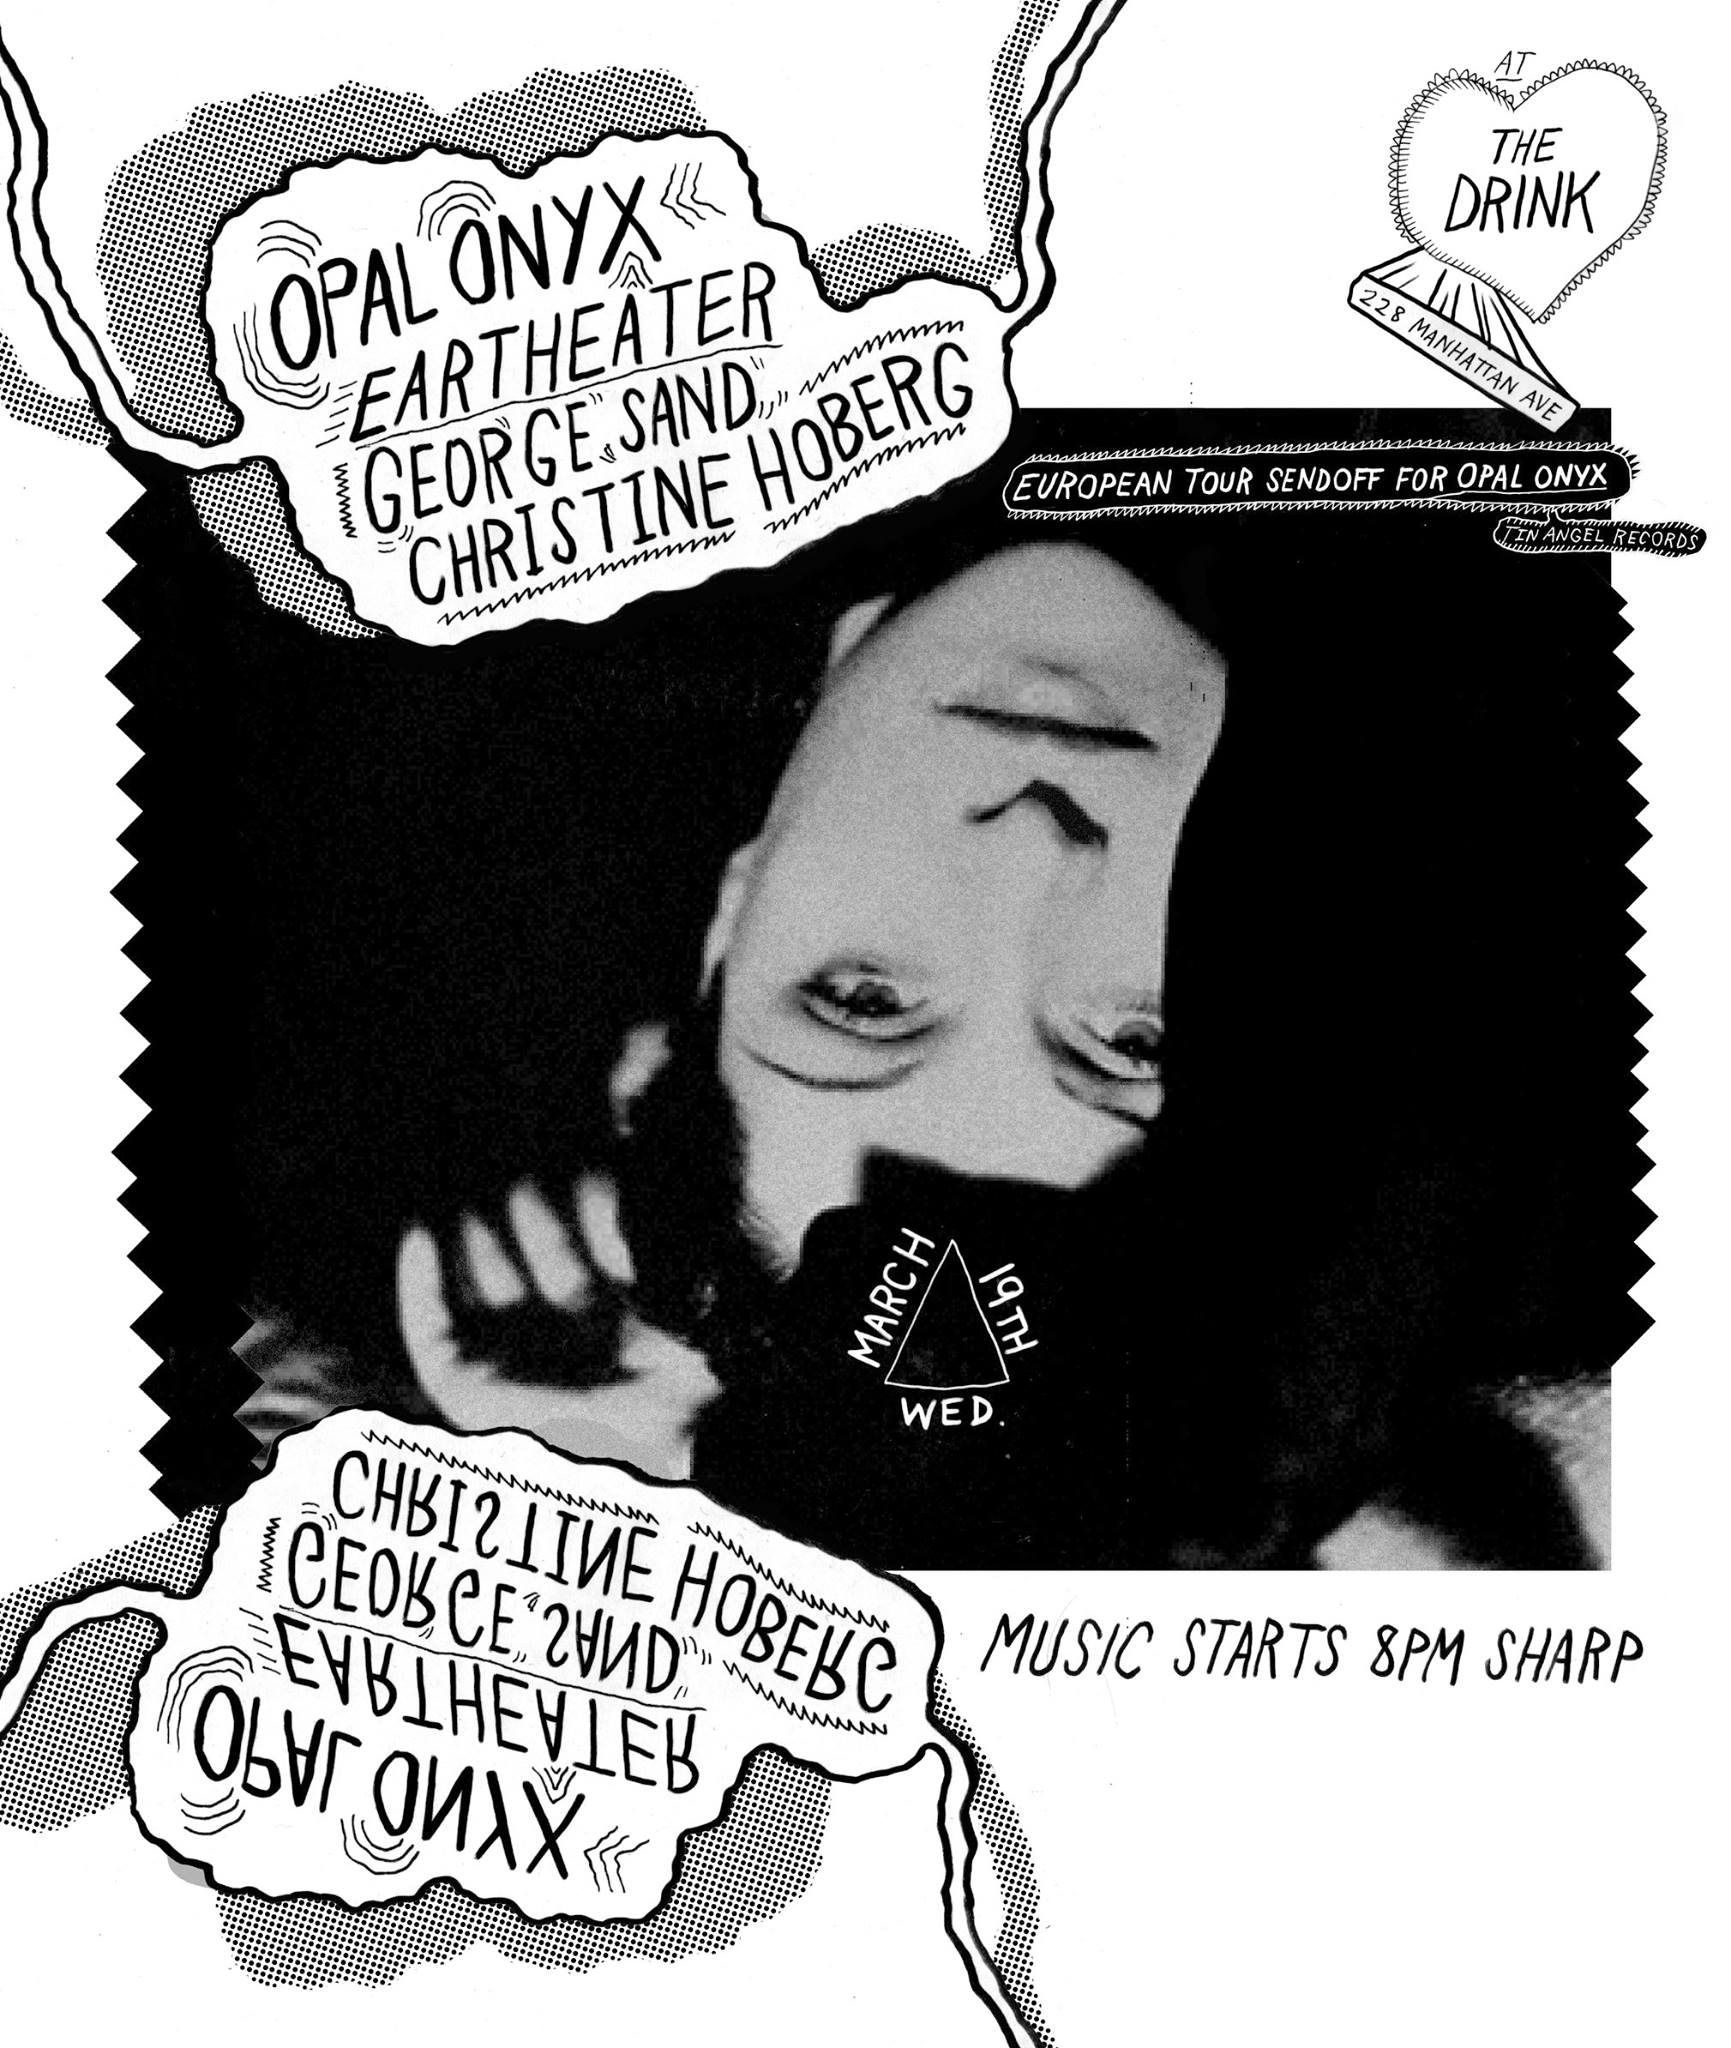 AT
THE
DRINK
228 MANHATTAN AVE
OPAL ONYX
EARTHEATER
GEORGE SAND
CHRISTINE HOBERG
EUROPEAN TOUR SENDOFF FOR OPAL ONYX
TIN ANGEL RECORDS
MARCH
19TH
WED.
CHRISTINE HOBERG
GEORGE SAND
EARTHEATER
OPAL ONYX
MUSIC STARTS 8PM SHARP